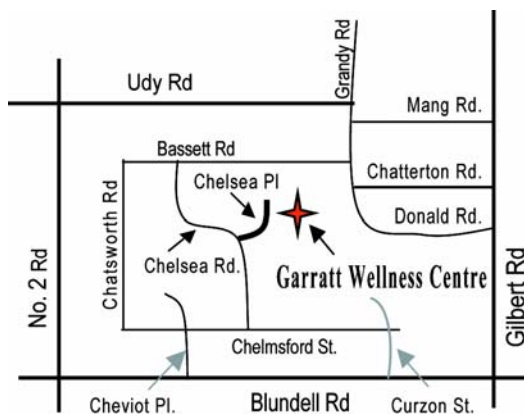 Grandy Rd
Udy Rd
Mang Rd.
Bassett Rd
Chatterton Rd.
Chelsea Pl
Donald Rd.
Chatsworth Rd
Chelsea Rd.
Garratt Wellness Centre
No. 2 Rd
Gilbert Rd
Chelmsford St.
Cheviot Pl.
Blundell Rd
Curzon St.